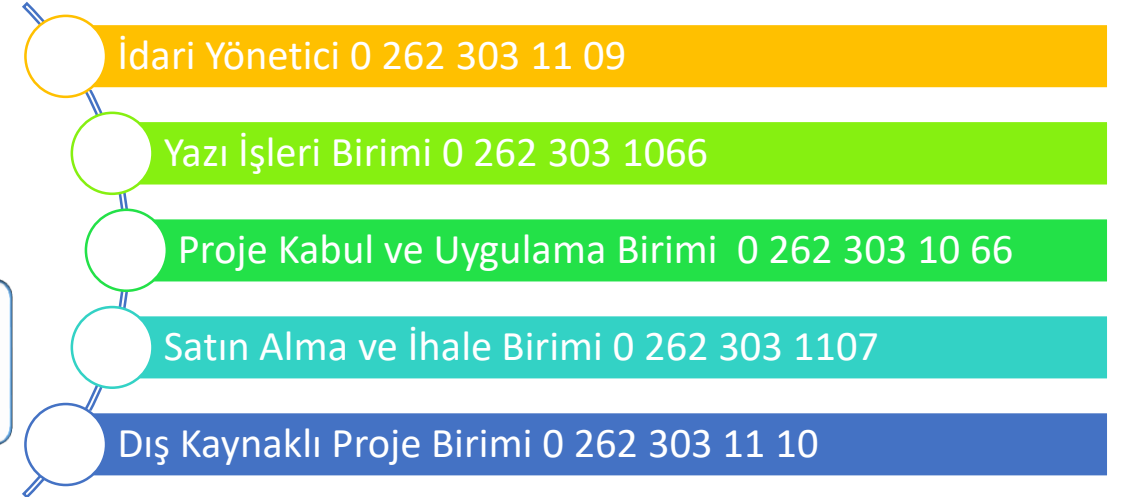 İdari Yönetici 0 262 303 11 09
Yazı İşleri Birimi 0 262 303 1066
Proje Kabul ve Uygulama Birimi 0 262 303 10 66
Satın Alma ve İhale Birimi 0 262 303 1107
Dış Kaynaklı Proje Birimi 0 262 303 11 10